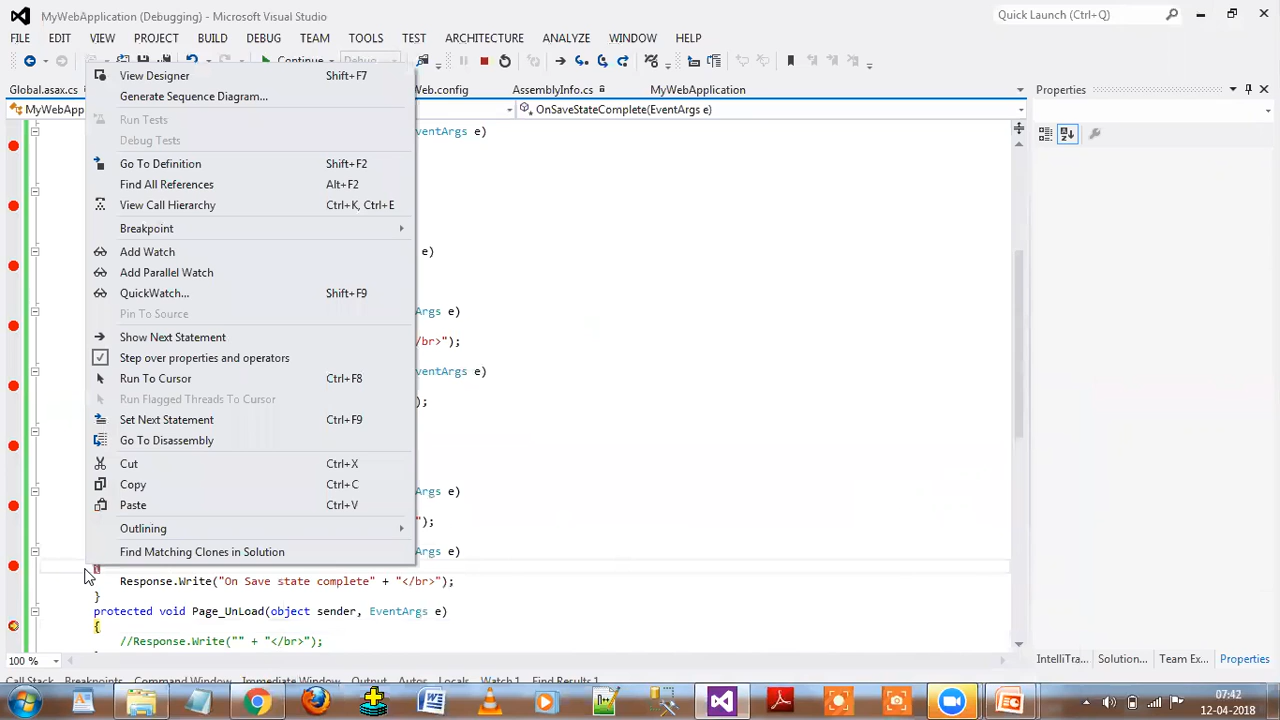 MyWebApplication (Debugging) - Microsoft Visual Studio
Quick Launch (Ctrl+Q)
FILE EDIT VIEW PROJECT BUILD DEBUG TEAM TOOLS TEST ARCHITECTURE ANALYZE WINDOW HELP
Continue Debug
Global.asax.cs Web.config AssemblyInfo.cs MyWebApplication
Properties
MyWebApp OnSaveStateComplete(EventArgs e)
View Designer Shift+F7
Generate Sequence Diagram...
Run Tests
Debug Tests
Go To Definition Shift+F2
Find All References Alt+F2
View Call Hierarchy Ctrl+K, Ctrl+E
Breakpoint
Add Watch
Add Parallel Watch
QuickWatch... Shift+F9
Pin To Source
Show Next Statement
Step over properties and operators
Run To Cursor Ctrl+F8
Run Flagged Threads To Cursor
Set Next Statement Ctrl+F9
Go To Disassembly
Cut Ctrl+X
Copy Ctrl+C
Paste Ctrl+V
Outlining
Find Matching Clones in Solution
ventArgs e)
e)
Args e)
/br>");
ventArgs e)
);
Args e)
");
Args e)
{
Response.Write("On Save state complete" + "</br>");
}
protected void Page_UnLoad(object sender, EventArgs e)
{
//Response.Write("" + "</br>");
100 %
IntelliTra... Solution... Team Ex... Properties
Call Stack Breakpoints Command Window Immediate Window Output Autos Locals Watch 1 Find Results 1
07:42
12-04-2018